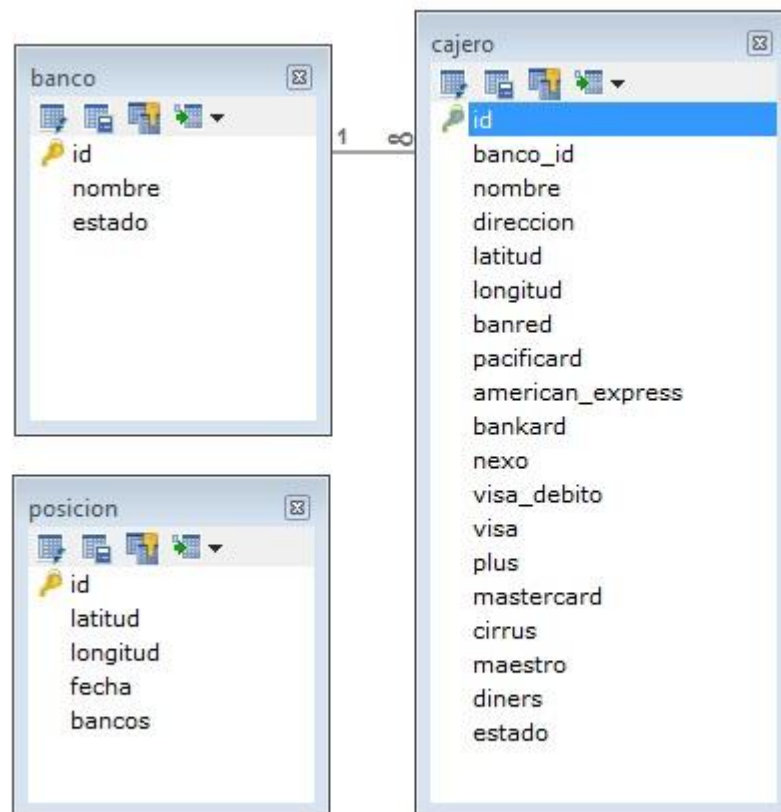 banco
id
nombre
estado
1 ∞
cajero
id
banco_id
nombre
direccion
latitud
longitud
banred
pacificard
american_express
bankard
nexo
visa_debito
visa
plus
mastercard
cirrus
maestro
diners
estado
posicion
id
latitud
longitud
fecha
bancos